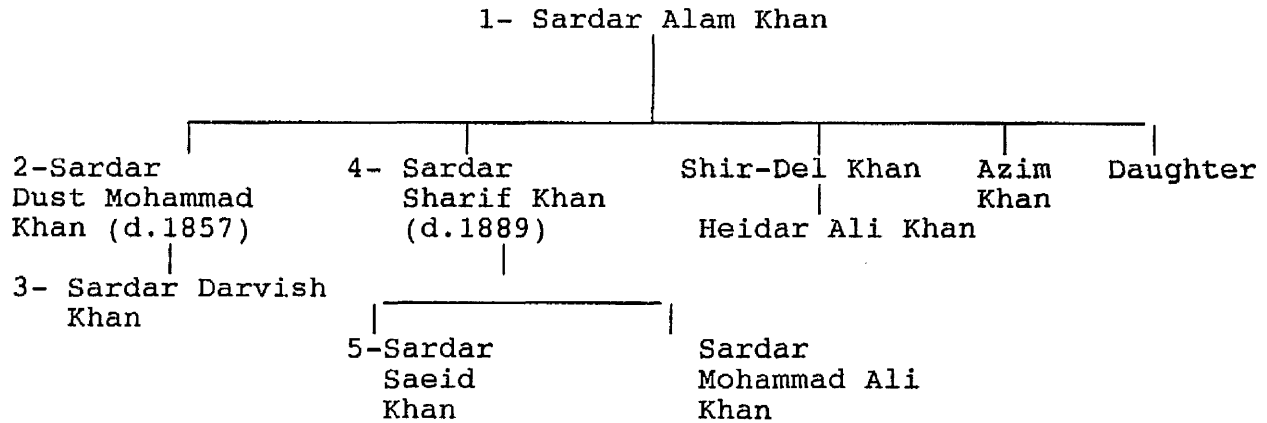 1- Sardar Alam Khan
2-Sardar
Dust Mohammad
Khan (d.1857)
3- Sardar Darvish
Khan
4- Sardar
Sharif Khan
(d.1889)
5-Sardar
Saeid
Khan
Sardar
Mohammad Ali
Khan
Shir-Del Khan
Heidar Ali Khan
Azim
Khan
Daughter